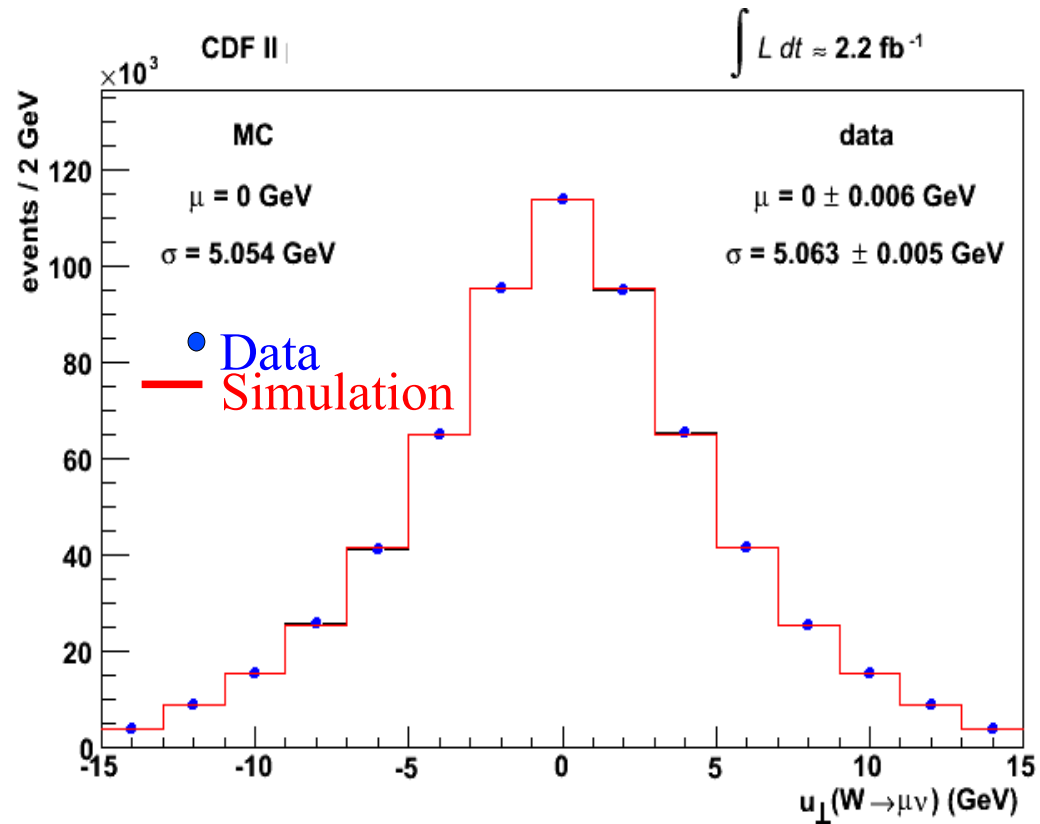 CDF II
∫ L dt ≈ 2.2 fb⁻¹
×10³
events / 2 GeV
MC
μ = 0 GeV
σ = 5.054 GeV
data
μ = 0 ± 0.006 GeV
σ = 5.063 ± 0.005 GeV
Data
Simulation
120
100
80
60
40
20
0
-15 -10 -5 0 5 10 15
u⊥(W→μν) (GeV)